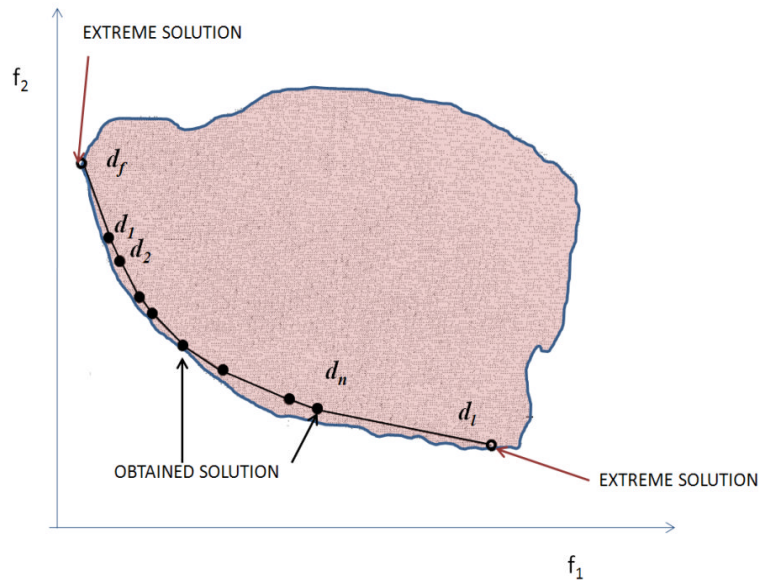 EXTREME SOLUTION
f2
df
d1
d2
dn
dl
OBTAINED SOLUTION
EXTREME SOLUTION
f1